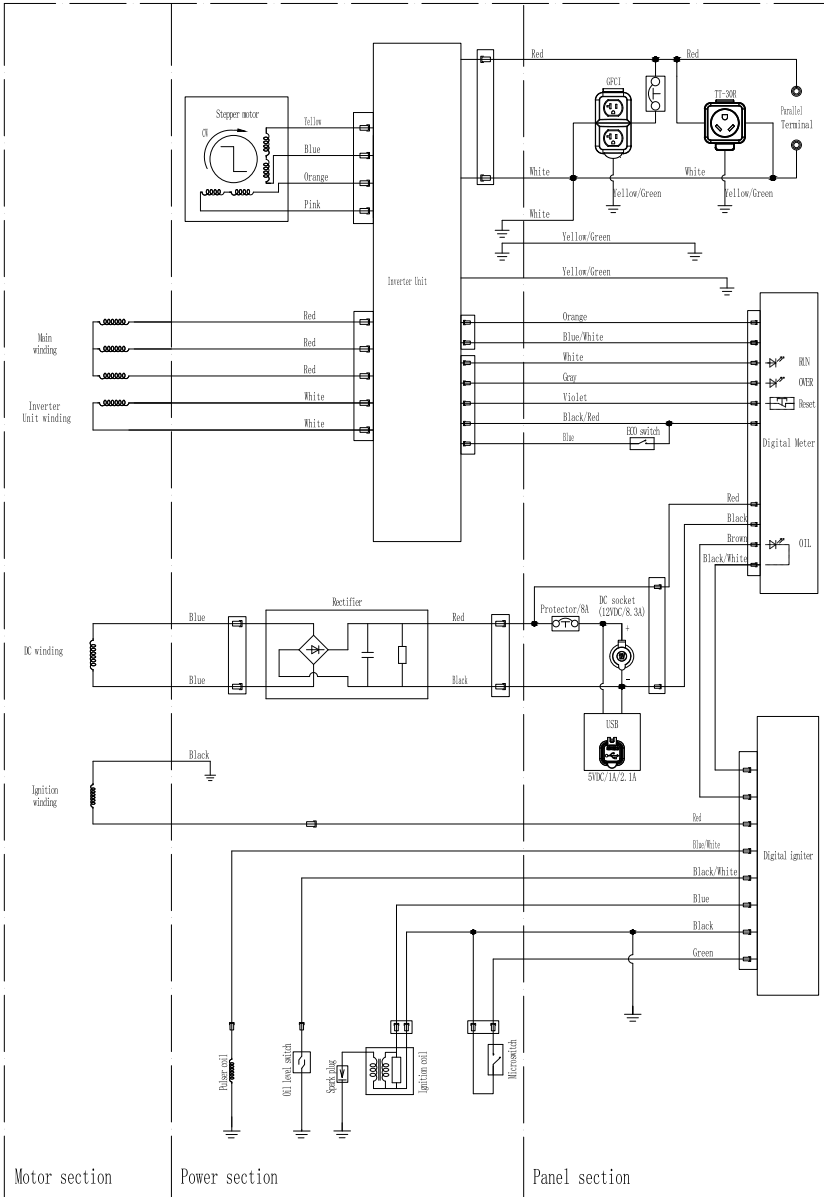 Red
Red
GFCI
TT-30R
Parallel
Terminal
Stepper motor
CW
Yellow
Blue
Orange
Pink
White
White
Yellow/Green
Yellow/Green
White
Yellow/Green
Yellow/Green
Inverter Unit
Main
winding
Red
Red
Red
White
White
Inverter
Unit winding
Orange
Blue/White
White
Gray
Violet
Black/Red
Blue
ECO switch
RUN
OVER
Reset
Digital Meter
Red
Black
Brown
Black/White
OIL
DC winding
Blue
Blue
Rectifier
Red
Black
Protector/8A
DC socket
(12VDC/8.3A)
+
-
USB
5VDC/1A/2.1A
Ignition
winding
Black
Red
Blue/White
Black/White
Blue
Black
Green
Digital igniter
Pulser coil
Oil level switch
Spark plug
Ignition coil
Microswitch
Motor section
Power section
Panel section